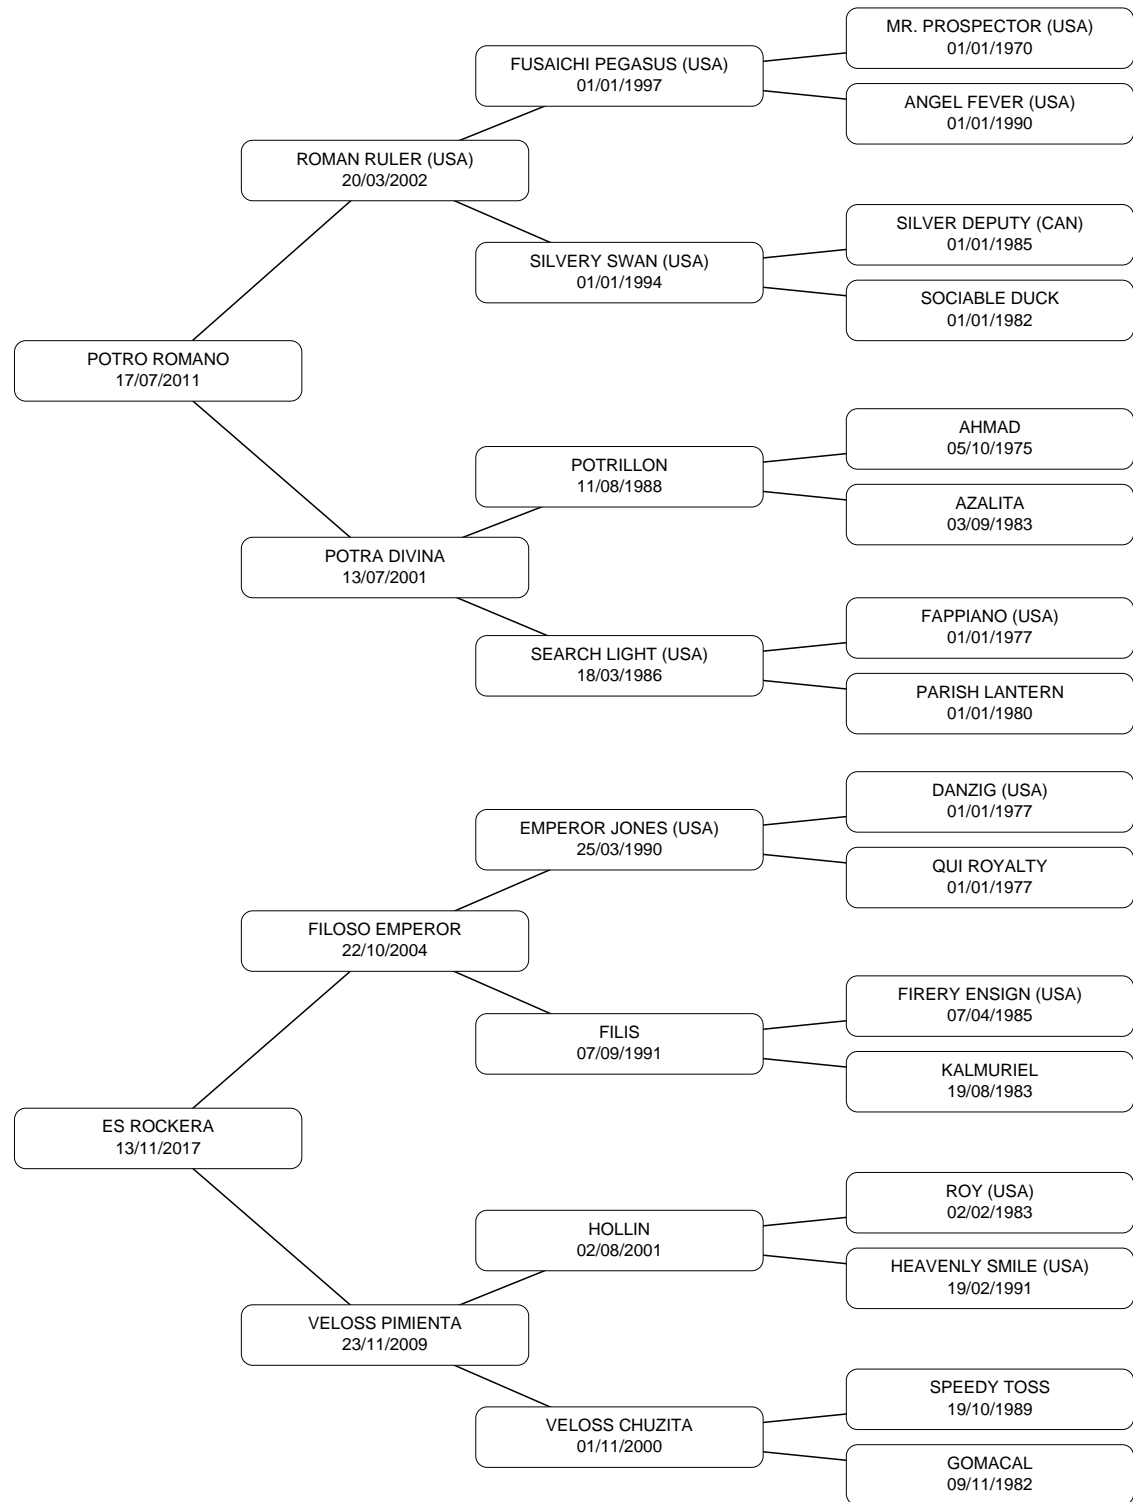 MR. PROSPECTOR (USA)
01/01/1970
FUSAICHI PEGASUS (USA)
01/01/1997
ANGEL FEVER (USA)
01/01/1990
ROMAN RULER (USA)
20/03/2002
SILVER DEPUTY (CAN)
01/01/1985
SILVERY SWAN (USA)
01/01/1994
SOCIABLE DUCK
01/01/1982
POTRO ROMANO
17/07/2011
AHMAD
05/10/1975
POTRILLON
11/08/1988
AZALITA
03/09/1983
POTRA DIVINA
13/07/2001
FAPPIANO (USA)
01/01/1977
SEARCH LIGHT (USA)
18/03/1986
PARISH LANTERN
01/01/1980
DANZIG (USA)
01/01/1977
EMPEROR JONES (USA)
25/03/1990
QUI ROYALTY
01/01/1977
FILOSO EMPEROR
22/10/2004
FIRERY ENSIGN (USA)
07/04/1985
FILIS
07/09/1991
KALMURIEL
19/08/1983
ES ROCKERA
13/11/2017
ROY (USA)
02/02/1983
HOLLIN
02/08/2001
HEAVENLY SMILE (USA)
19/02/1991
VELOSS PIMIENTA
23/11/2009
SPEEDY TOSS
19/10/1989
VELOSS CHUZITA
01/11/2000
GOMACAL
09/11/1982